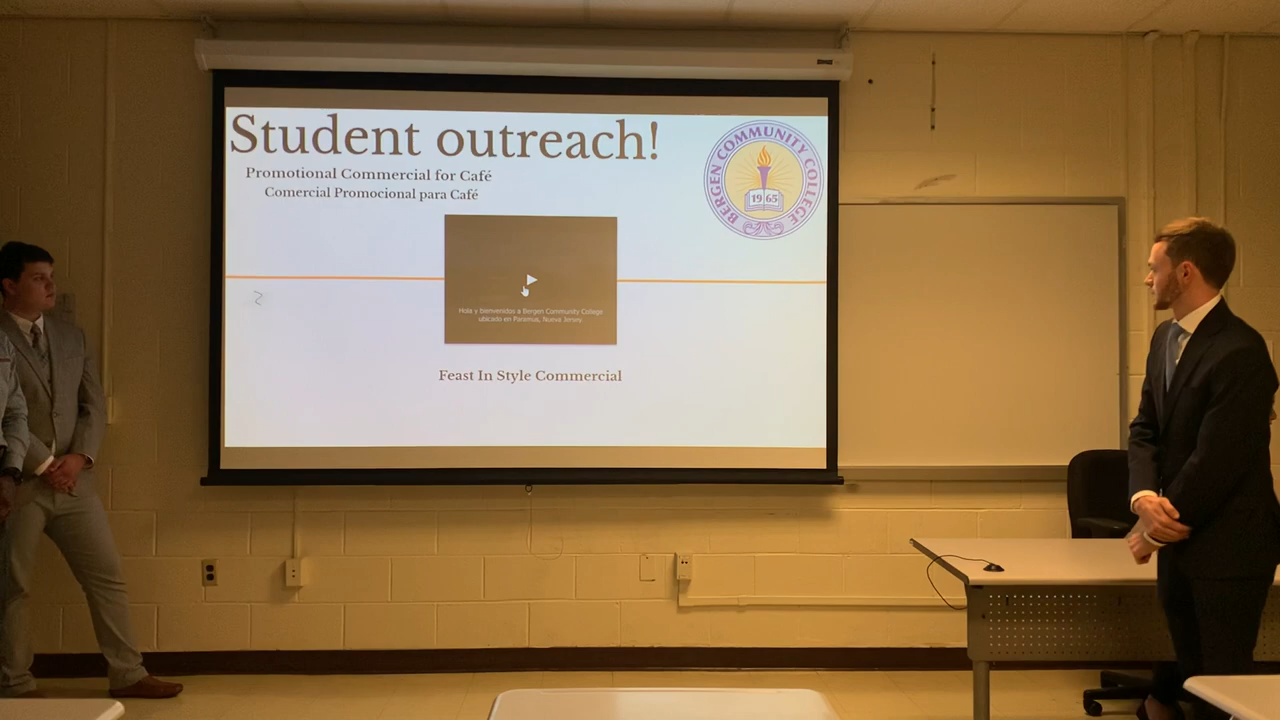 Student outreach!
Promotional Commercial for Café
Comercial Promocional para Café
BERGEN COMMUNITY COLLEGE
1965
Hola y bienvenidos a Bergen Community College
ubicado en Paramus, Nueva Jersey
Feast In Style Commercial